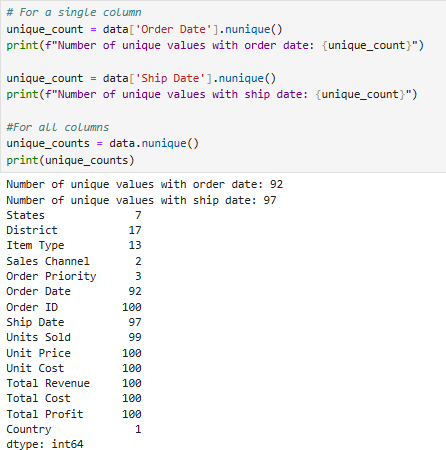 # For a single column
unique_count = data['Order Date'].nunique()
print(f"Number of unique values with order date: {unique_count}")
unique_count = data['Ship Date'].nunique()
print(f"Number of unique values with ship date: {unique_count}")
#For all columns
unique_counts = data.nunique()
print(unique_counts)
Number of unique values with order date: 92
Number of unique values with ship date: 97
States 7
District 17
Item Type 13
Sales Channel 2
Order Priority 3
Order Date 92
Order ID 100
Ship Date 97
Units Sold 99
Unit Price 100
Unit Cost 100
Total Revenue 100
Total Cost 100
Total Profit 100
Country 1
dtype: int64